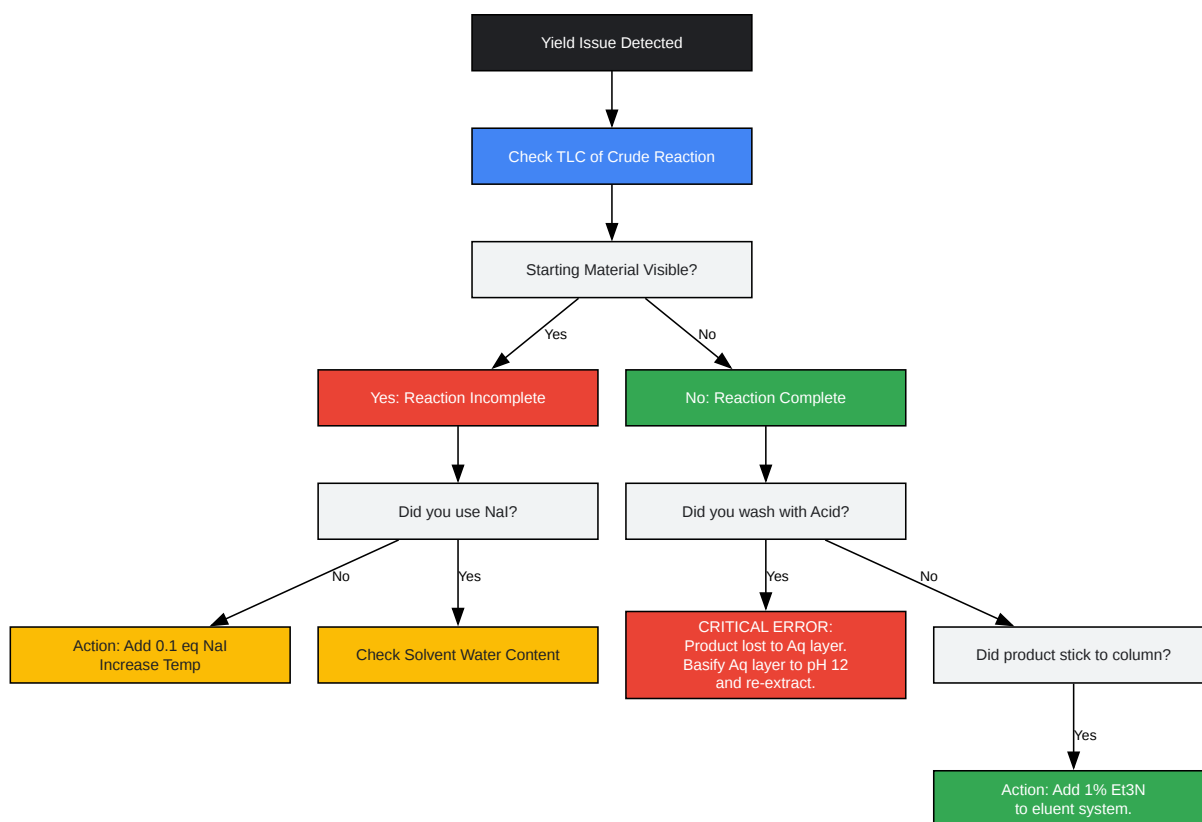 Yield Issue Detected
Check TLC of Crude Reaction
Starting Material Visible?
Yes
No
Yes: Reaction Incomplete
No: Reaction Complete
Did you use NaI?
Did you wash with Acid?
No
Yes
Yes
No
Action: Add 0.1 eq NaI
Increase Temp
Check Solvent Water Content
CRITICAL ERROR:
Product lost to Aq layer.
Basify Aq layer to pH 12
and re-extract.
Did product stick to column?
Yes
Action: Add 1% Et3N
to eluent system.